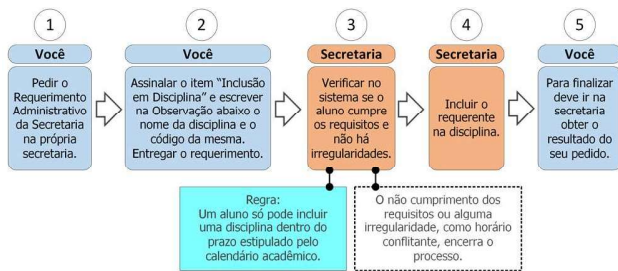 1
Você
Pedir o
Requerimento
Administrativo
da Secretaria
na própria
secretaria.
2
Você
Assinalar o item “Inclusão
em Disciplina” e escrever
na Observação abaixo o
nome da disciplina e o
código da mesma.
Entregar o requerimento.
3
Secretaria
Verificar no
sistema se o
aluno cumpre
os requisitos e
não há
irregularidades.
4
Secretaria
Incluir o
requerente na
disciplina.
5
Você
Para finalizar
deve ir na
secretaria
obter o
resultado do
seu pedido.
Regra:
Um aluno só pode incluir
uma disciplina dentro do
prazo estipulado pelo
calendário acadêmico.
O não cumprimento dos
requisitos ou alguma
irregularidade, como horário
conflitante, encerra o
processo.